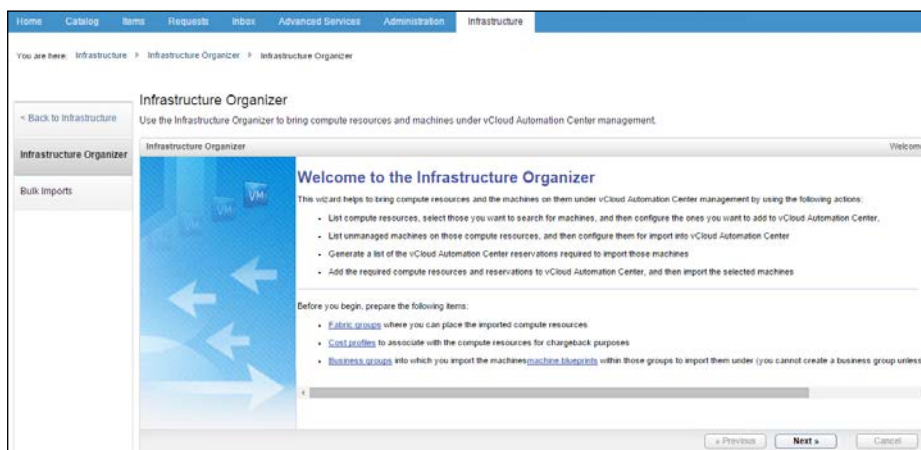 Home Catalog Items Requests Inbox Advanced Services Administration Infrastructure
You are here: Infrastructure > Infrastructure Organizer > Infrastructure Organizer
Infrastructure Organizer
< Back to Infrastructure
Use the Infrastructure Organizer to bring compute resources and machines under vCloud Automation Center management.
Infrastructure Organizer
Infrastructure Organizer Welcome
Bulk Imports
VM VM VM
Welcome to the Infrastructure Organizer
This wizard helps to bring compute resources and the machines on them under vCloud Automation Center management by using the following actions:
• List compute resources, select those you want to search for machines, and then configure the ones you want to add to vCloud Automation Center,
• List unmanaged machines on those compute resources, and then configure them for import into vCloud Automation Center
• Generate a list of the vCloud Automation Center reservations required to import those machines
• Add the required compute resources and reservations to vCloud Automation Center, and then import the selected machines
Before you begin, prepare the following items:
• Fabric groups where you can place the imported compute resources
• Cost profiles to associate with the compute resources for chargeback purposes
• Business groups into which you import the machinesmachine blueprints within those groups to import them under (you cannot create a business group unless
« Previous Next » Cancel